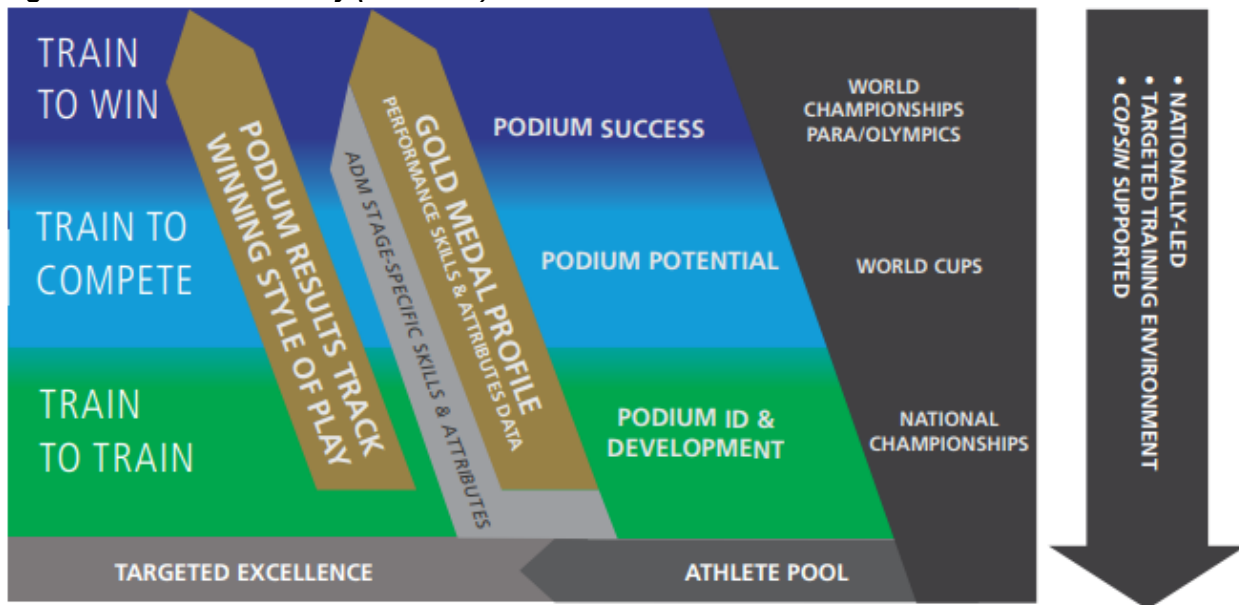 TRAIN
TO WIN
TRAIN TO
COMPETE
TRAIN
TO TRAIN
PODIUM RESULTS TRACK
WINNING STYLE OF PLAY
ADM STAGE-SPECIFIC SKILLS & ATTRIBUTES
GOLD MEDAL PROFILE
PERFORMANCE SKILLS & ATTRIBUTES DATA
PODIUM SUCCESS
PODIUM POTENTIAL
PODIUM ID &
DEVELOPMENT
WORLD
CHAMPIONSHIPS
PARA/OLYMPICS
WORLD CUPS
NATIONAL
CHAMPIONSHIPS
• NATIONALLY-LED
• TARGETED TRAINING ENVIRONMENT
• COPSIN SUPPORTED
TARGETED EXCELLENCE
ATHLETE POOL